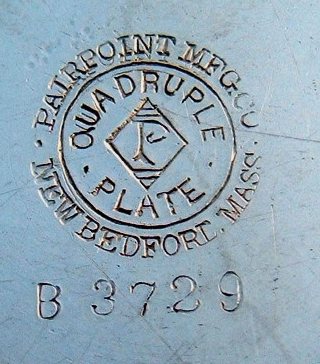 PAIRPOINT MFG. CO
QUADRUPLE
P
PLATE
NEW BEDFORD, MASS.
B 3729